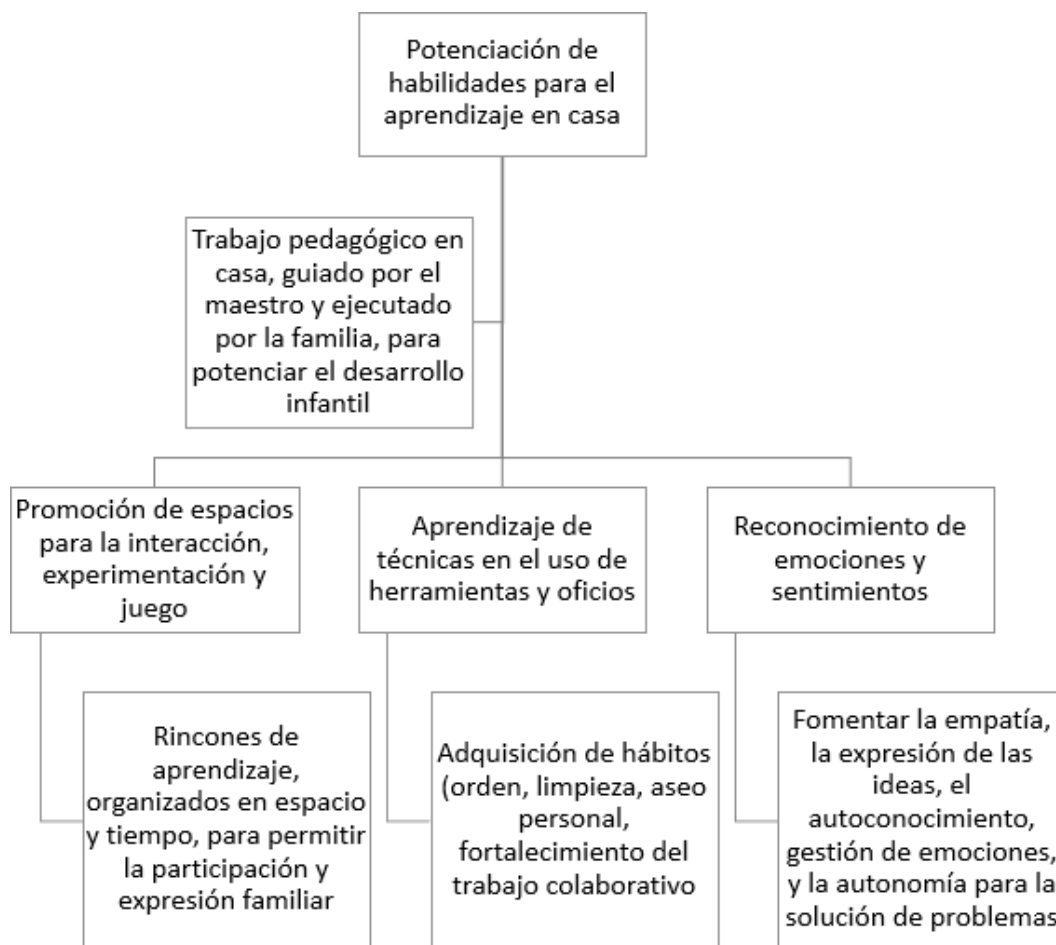 Potenciación de
habilidades para el
aprendizaje en casa
Trabajo pedagógico en
casa, guiado por el
maestro y ejecutado
por la familia, para
potenciar el desarrollo
infantil
Promoción de espacios
para la interacción,
experimentación y
juego
Rincones de
aprendizaje,
organizados en espacio
y tiempo, para permitir
la participación y
expresión familiar
Aprendizaje de
técnicas en el uso de
herramientas y oficios
Adquisición de hábitos
(orden, limpieza, aseo
personal,
fortalecimiento del
trabajo colaborativo
Reconocimiento de
emociones y
sentimientos
Fomentar la empatía,
la expresión de las
ideas, el
autoconocimiento,
gestión de emociones,
y la autonomía para la
solución de problemas